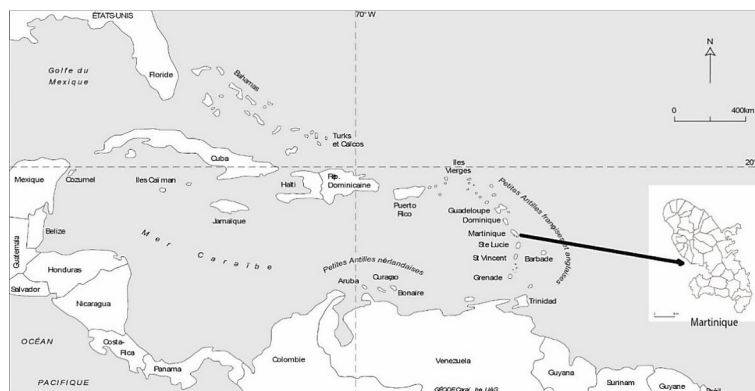 ÉTATS-UNIS
70° W
N
Golfe du
Mexique
Floride
Bahamas
0 400km
Turks
et Caïcos
20°
Cuba
Iles
Vierges
Mexique
Cozumel
Iles Caïman
Haïti
Rép.
Dominicaine
Puerto
Rico
Petites Antilles françaises et anglaises
Guadeloupe
Dominique
Jamaïque
Belize
Martinique
Ste Lucie
Mer Caraïbe
Guatemala
St Vincent
Barbade
Honduras
Petites Antilles néerlandaises
Curaçao
Aruba
Bonaire
Grenade
Salvador
Nicaragua
Trinidad
Martinique
OCÉAN
PACIFIQUE
Costa-
Rica
Panama
Colombie
Venezuela
Guyana
Surinam
Guyane